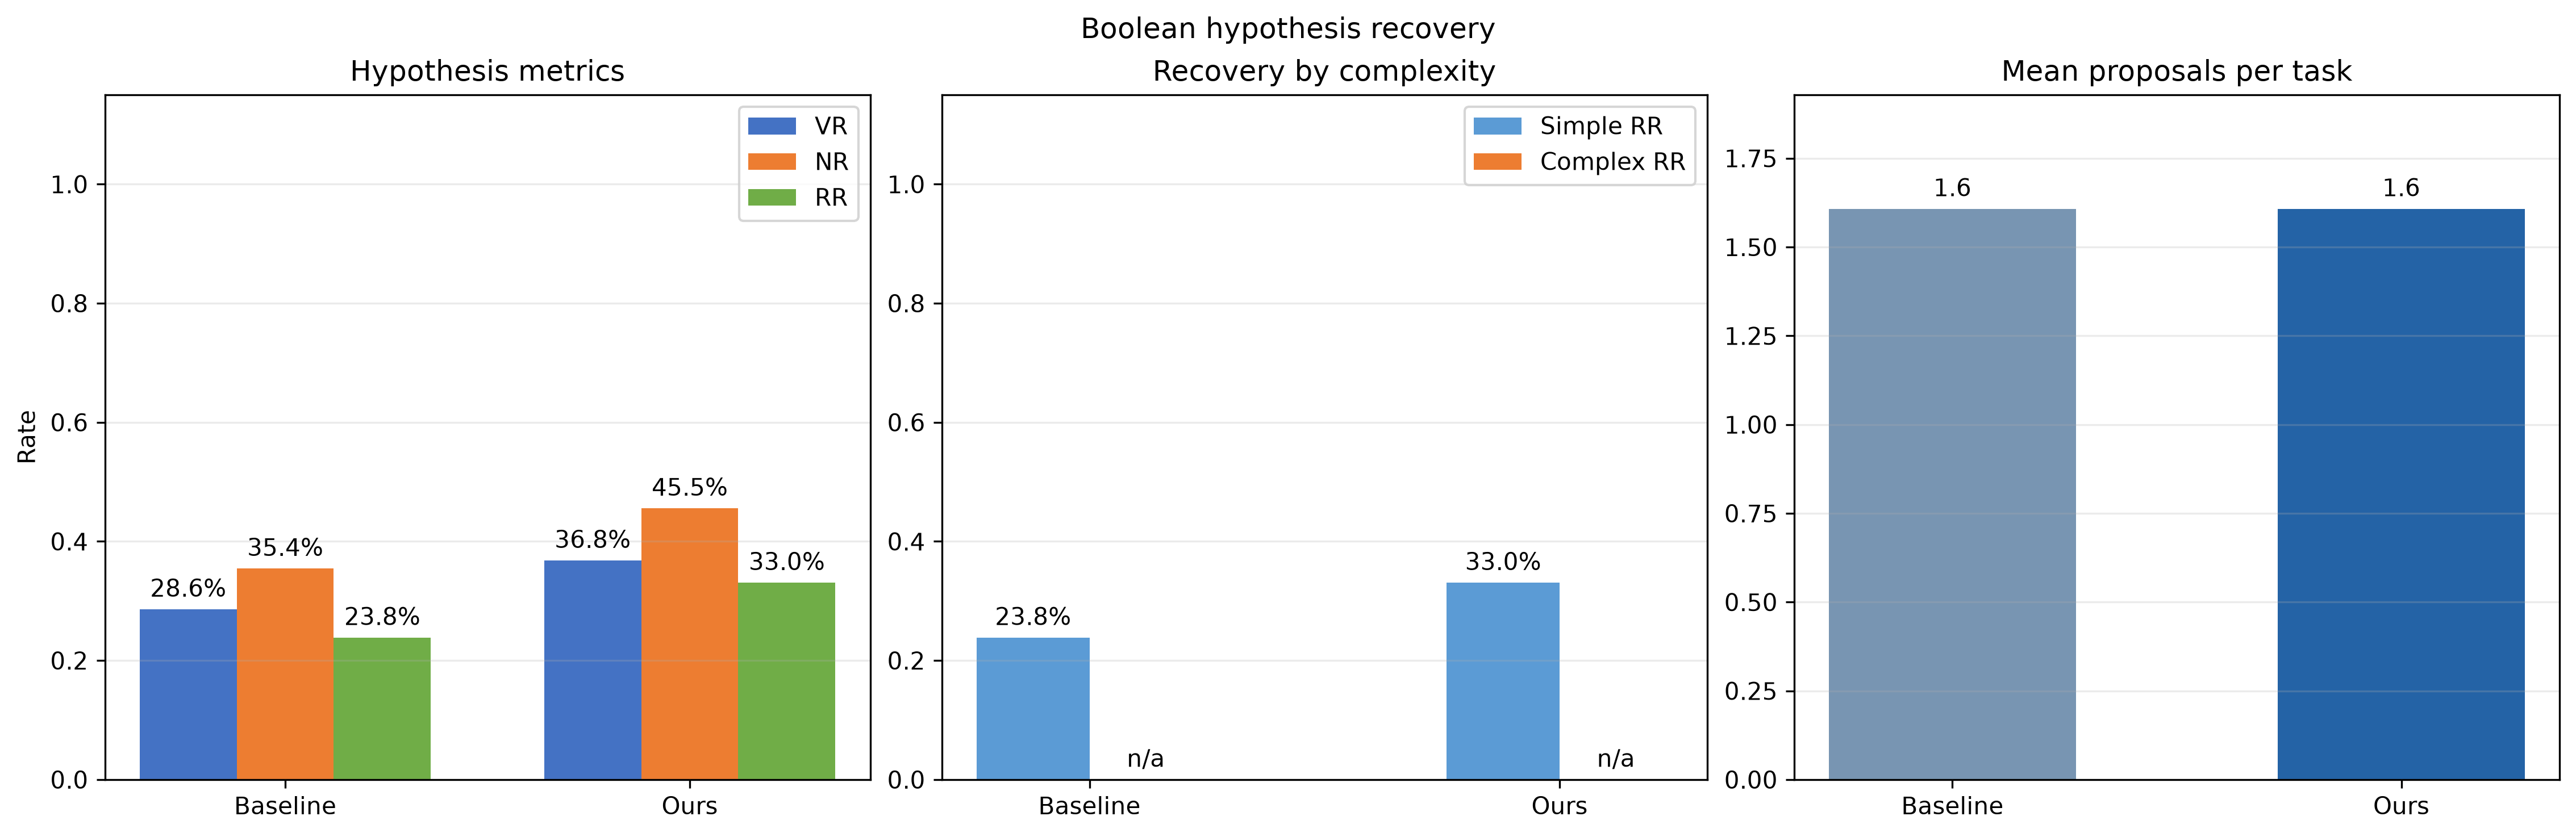 Boolean hypothesis recovery
Hypothesis metrics
Rate
1.0
0.8
0.6
0.4
0.2
0.0
VR
NR
RR
28.6%
35.4%
23.8%
36.8%
45.5%
33.0%
Baseline
Ours
Recovery by complexity
1.0
0.8
0.6
0.4
0.2
0.0
Simple RR
Complex RR
23.8%
n/a
33.0%
n/a
Baseline
Ours
Mean proposals per task
1.75
1.50
1.25
1.00
0.75
0.50
0.25
0.00
1.6
1.6
Baseline
Ours